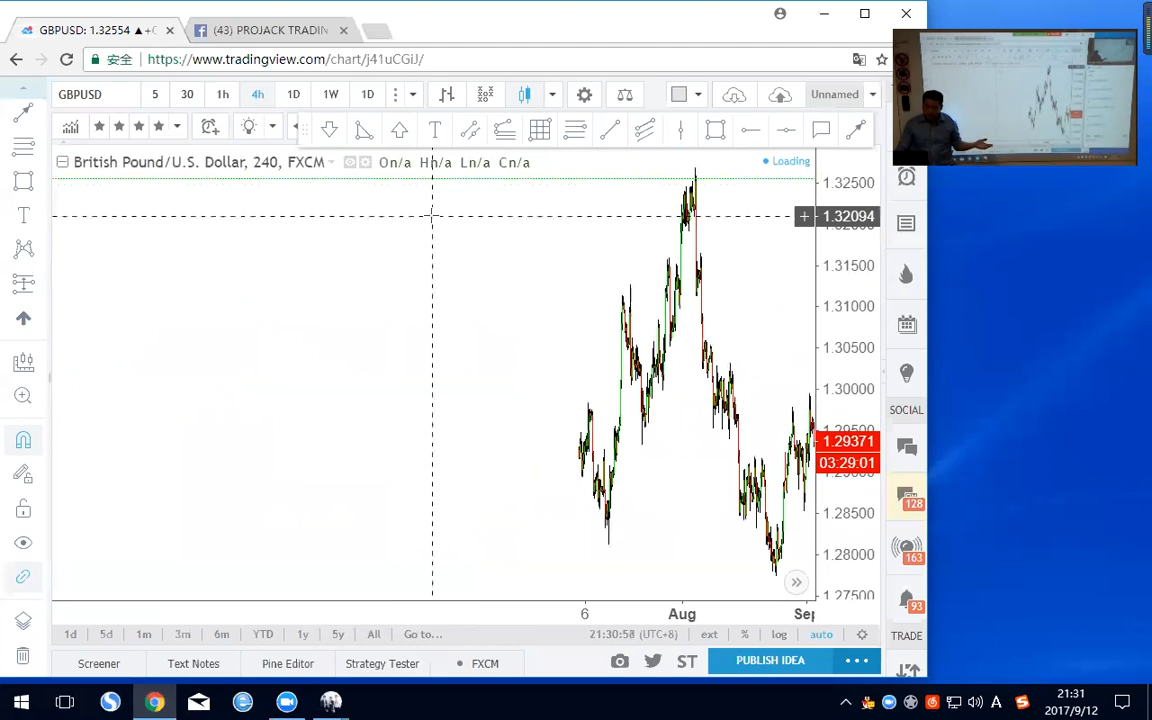 GBPUSD: 1.32554 ▲+
(43) PROJACK TRADIN
安全 https://www.tradingview.com/chart/j41uCGiJ/
GBPUSD 5 30 1h 4h 1D 1W 1D Unnamed
British Pound/U.S. Dollar, 240, FXCM On/a Hn/a Ln/a Cn/a
Loading
1.32500
1.32094
1.31500
1.31000
1.30500
1.30000
1.29371
03:29:01
1.28500
1.28000
1.27500
6 Aug Sep
1d 5d 1m 3m 6m YTD 1y 5y All Go to... (UTC+8) ext % log auto
Screener Text Notes Pine Editor Strategy Tester FXCM ST PUBLISH IDEA
SOCIAL
128
163
93
TRADE
A
21:31
2017/9/12